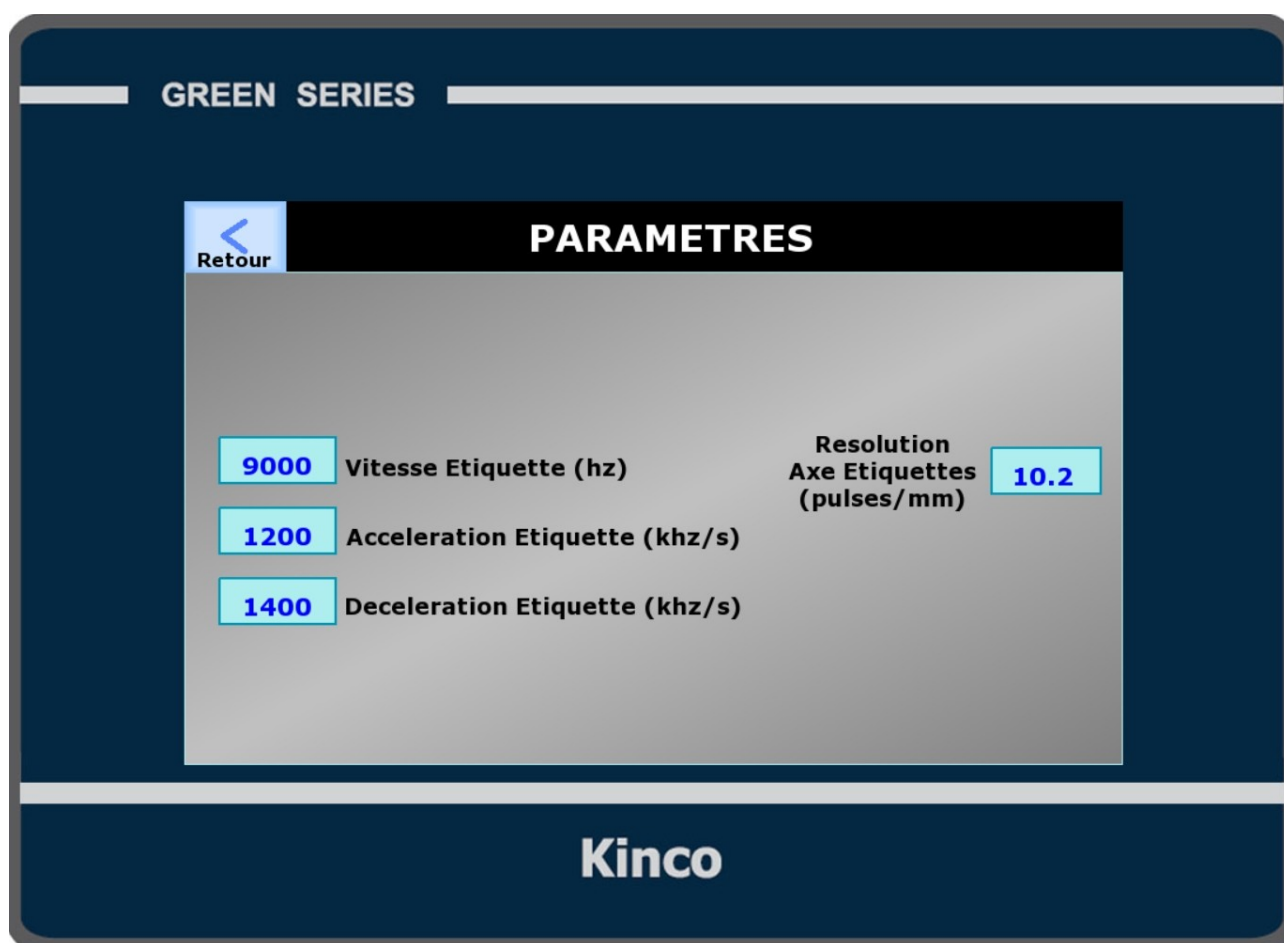 GREEN SERIES
<
Retour
PARAMETRES
9000 Vitesse Etiquette (hz)
1200 Acceleration Etiquette (khz/s)
1400 Deceleration Etiquette (khz/s)
Resolution
Axe Etiquettes
(pulses/mm)
10.2
Kinco